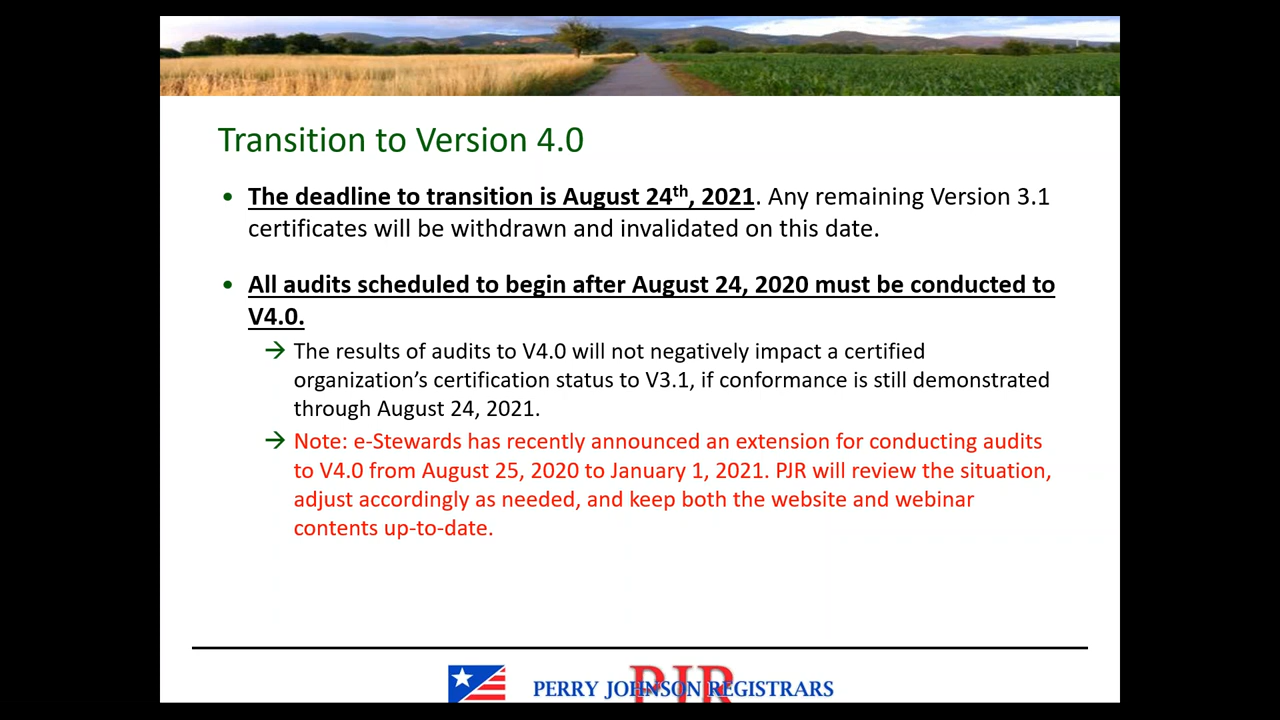 Transition to Version 4.0
• The deadline to transition is August 24th, 2021. Any remaining Version 3.1
certificates will be withdrawn and invalidated on this date.
• All audits scheduled to begin after August 24, 2020 must be conducted to
V4.0.
→ The results of audits to V4.0 will not negatively impact a certified
organization’s certification status to V3.1, if conformance is still demonstrated
through August 24, 2021.
→ Note: e-Stewards has recently announced an extension for conducting audits
to V4.0 from August 25, 2020 to January 1, 2021. PJR will review the situation,
adjust accordingly as needed, and keep both the website and webinar
contents up-to-date.
PJR
PERRY JOHNSON REGISTRARS